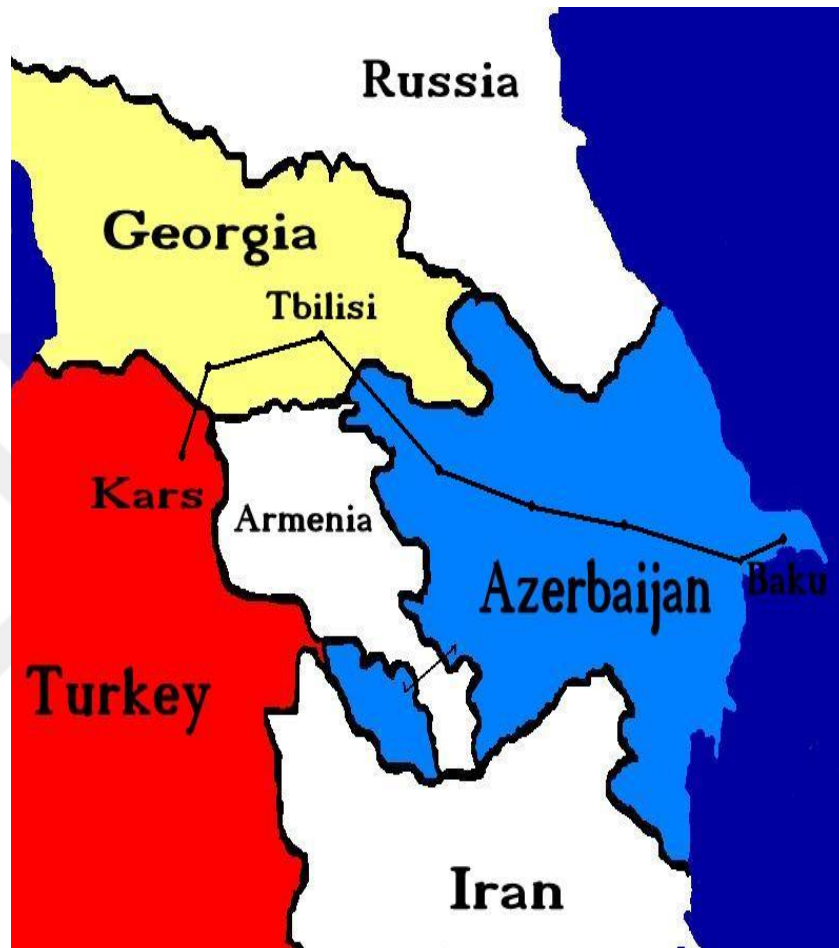 Russia
Georgia
Tbilisi
Kars
Armenia
Azerbaijan
Baku
Turkey
Iran